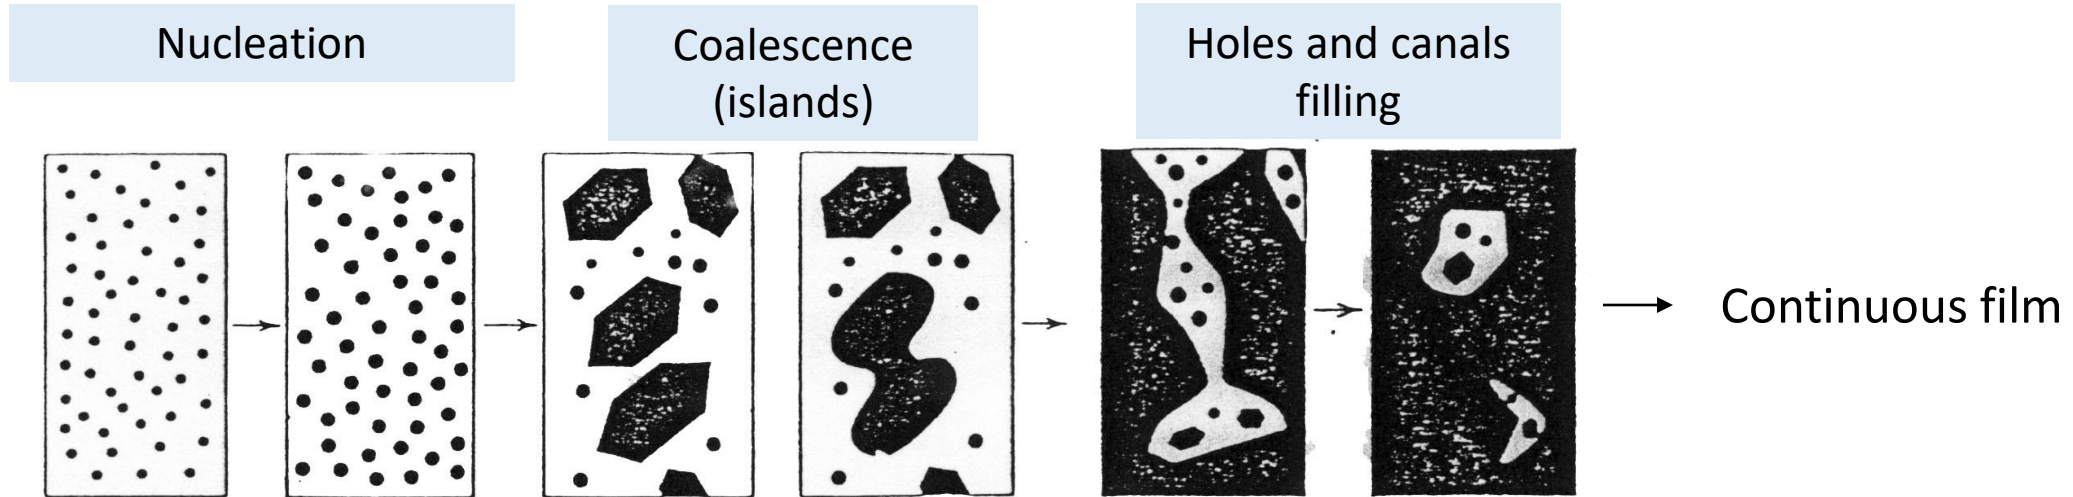 Nucleation
Coalescence
(islands)
Holes and canals
filling
Continuous film